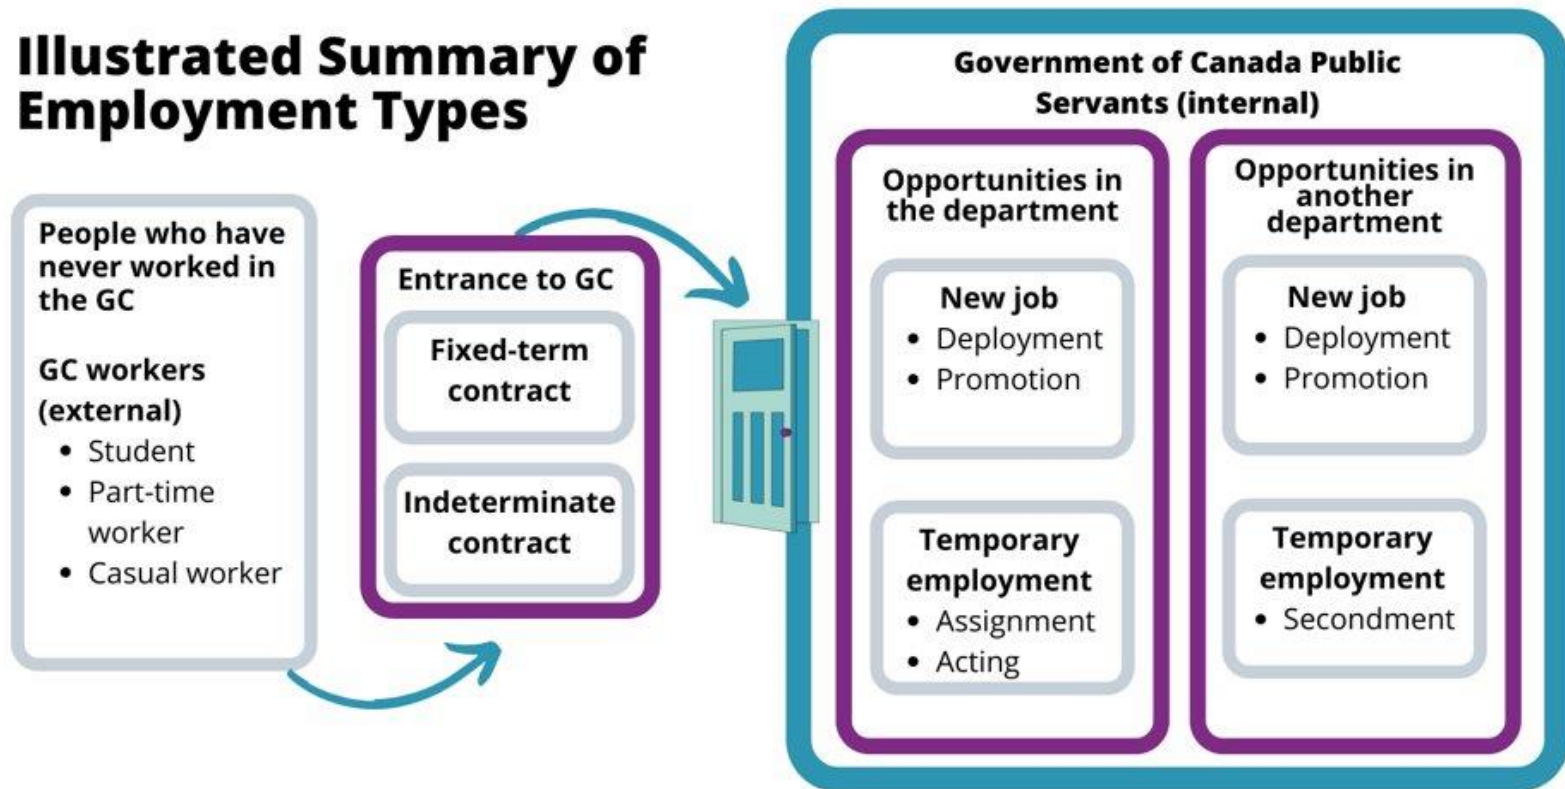 Illustrated Summary of
Employment Types
People who have
never worked in
the GC
GC workers
(external)
• Student
• Part-time
worker
• Casual worker
Entrance to GC
Fixed-term
contract
Indeterminate
contract
Government of Canada Public
Servants (internal)
Opportunities in
the department
New job
• Deployment
• Promotion
Temporary
employment
• Assignment
• Acting
Opportunities in
another
department
New job
• Deployment
• Promotion
Temporary
employment
• Secondment